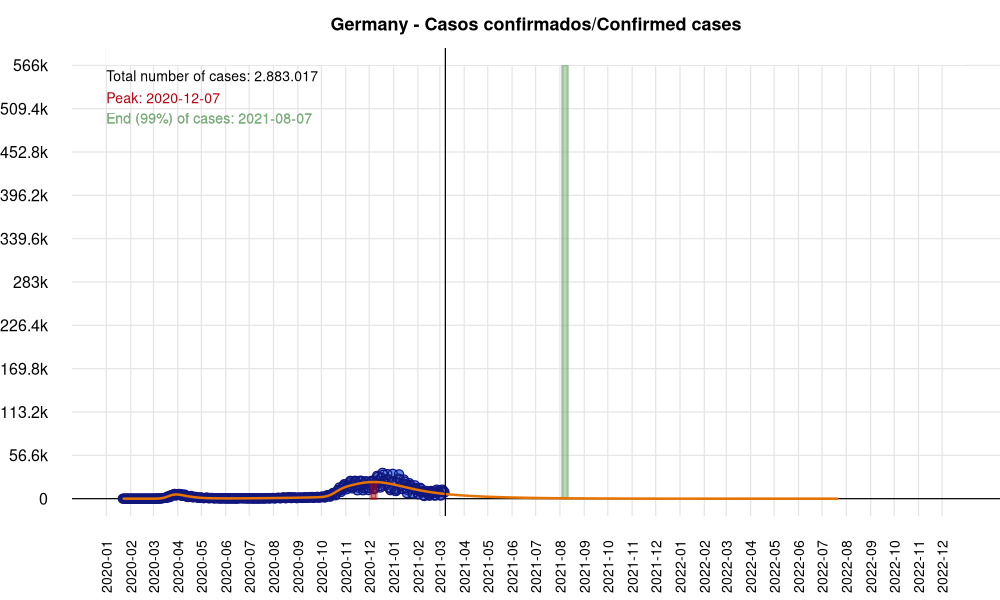 Germany - Casos confirmados/Confirmed cases
Total number of cases: 2.883.017
Peak: 2020-12-07
End (99%) of cases: 2021-08-07
566k
509.4k
452.8k
396.2k
339.6k
283k
226.4k
169.8k
113.2k
56.6k
0
2020-01
2020-02
2020-03
2020-04
2020-05
2020-06
2020-07
2020-08
2020-09
2020-10
2020-11
2020-12
2021-01
2021-02
2021-03
2021-04
2021-05
2021-06
2021-07
2021-08
2021-09
2021-10
2021-11
2021-12
2022-01
2022-02
2022-03
2022-04
2022-05
2022-06
2022-07
2022-08
2022-09
2022-10
2022-11
2022-12